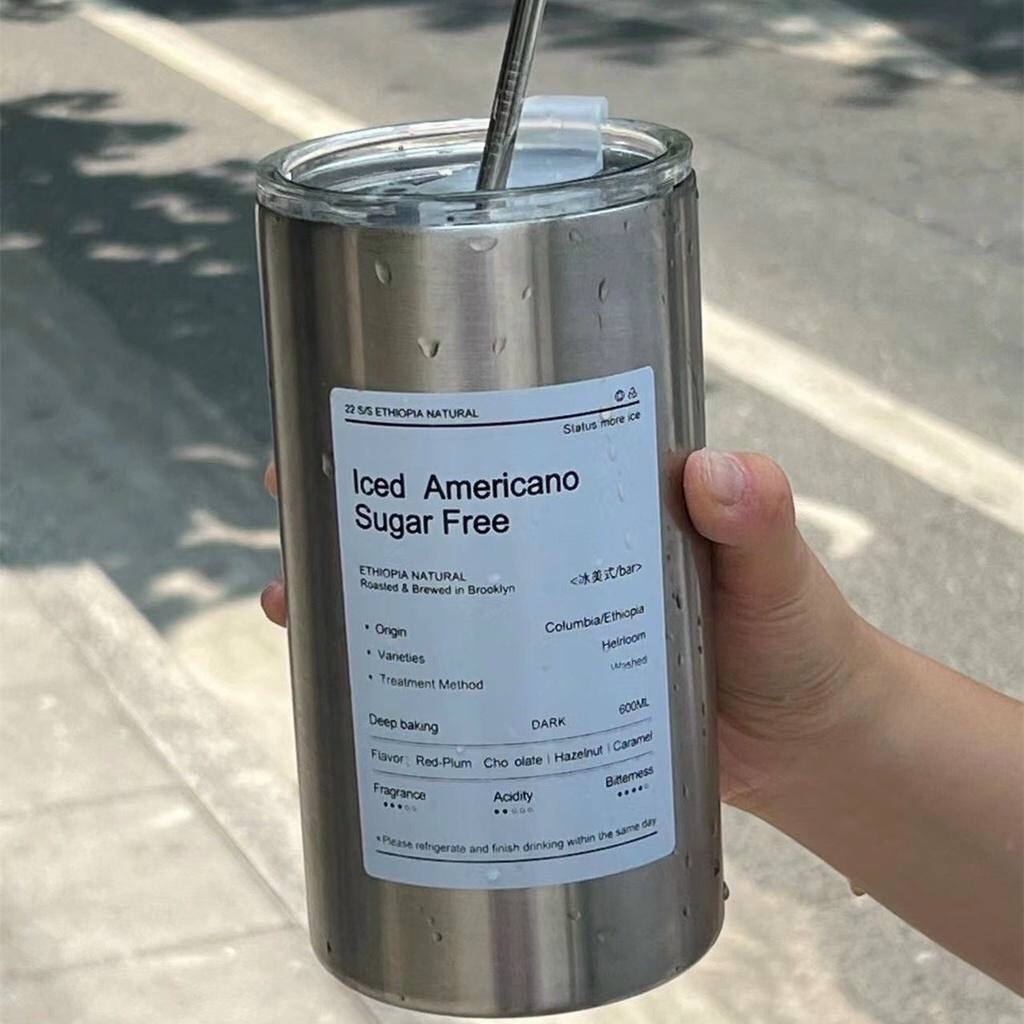 22 S/S ETHIOPIA NATURAL
Status more ice
Iced Americano
Sugar Free
ETHIOPIA NATURAL
Roasted & Brewed in Brooklyn
<冰美式/bar>
• Origin Columbia/Ethiopia
• Varieties Heirloom
• Treatment Method Washed
Deep baking DARK 600ML
Flavor: Red-Plum Cho olate | Hazelnut | Caramel
Fragrance Acidity Bitterness
*Please refrigerate and finish drinking within the same day